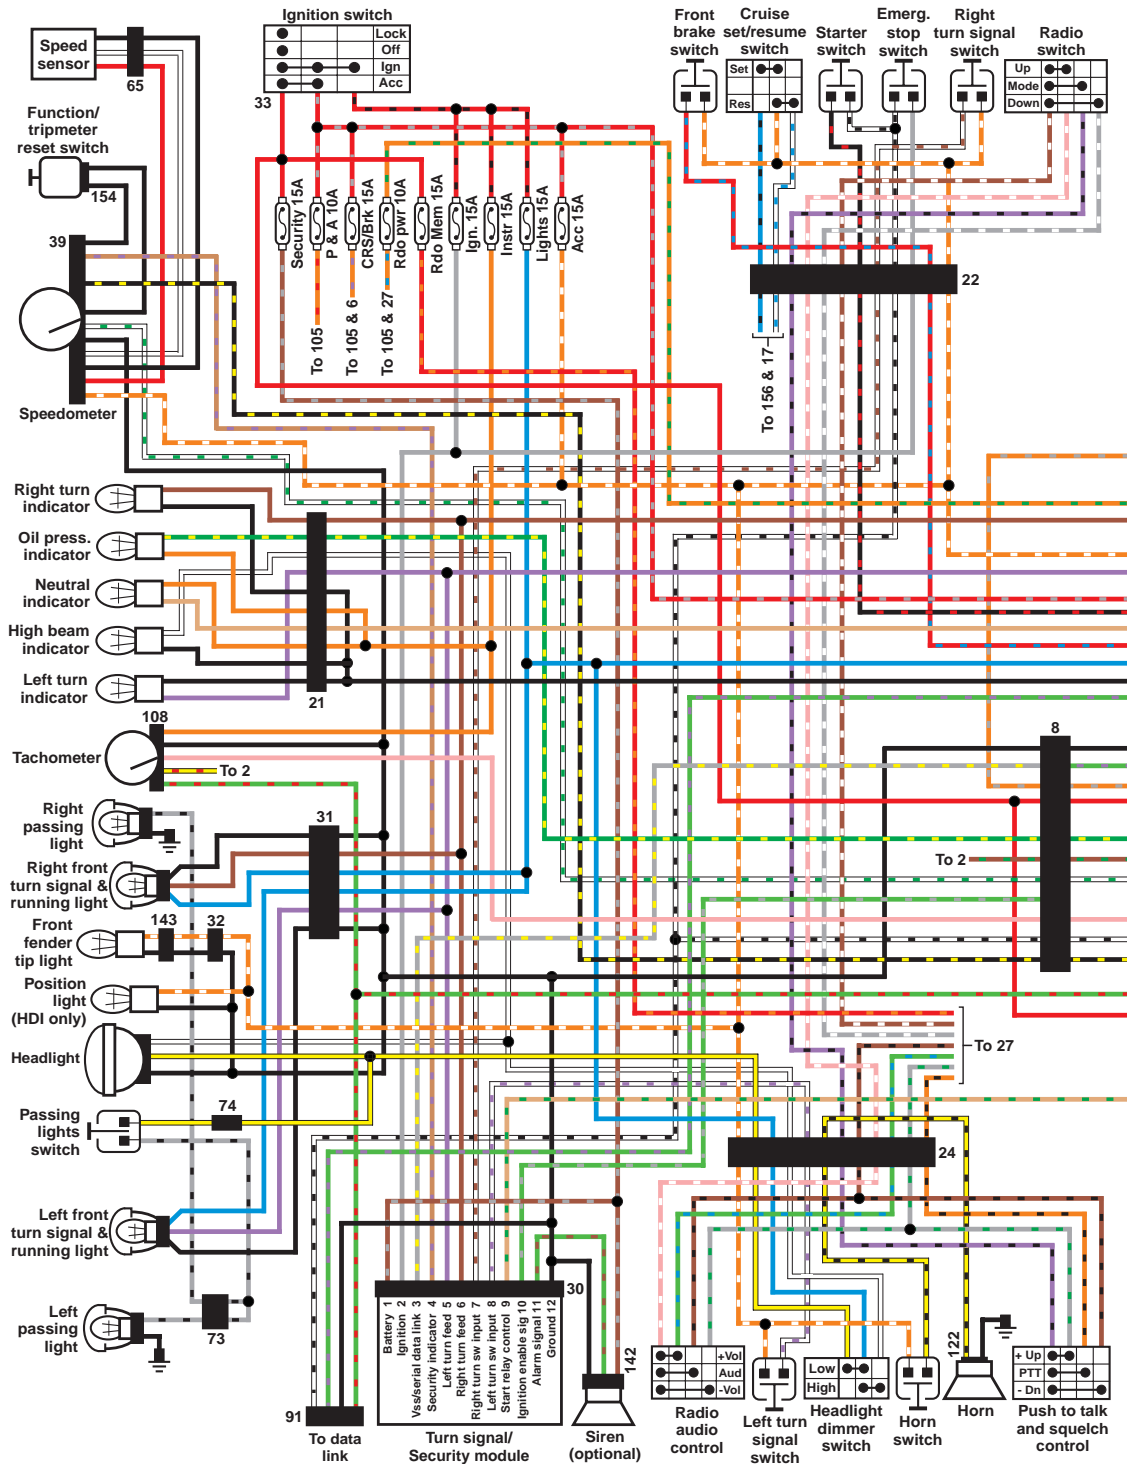 Ignition switch
Lock
Off
Ign
Acc
33
Speed
sensor
65
Function/
tripmeter
reset switch
154
39
Speedometer
Front
brake
switch
Cruise
set/resume
switch
Set
Res
Starter
switch
Emerg.
stop
switch
Right
turn signal
switch
Radio
switch
Up
Mode
Down
22
Security 15A
P & A 10A
CRS/Brk 15A
Rdo pwr 10A
Rdo Mem 15A
Ign. 15A
Instr 15A
Lightes 15A
Acc 15A
To 105
To 105 & 6
To 105 & 27
To 156 & 17
Right turn
indicator
Oil press.
indicator
Neutral
indicator
High beam
indicator
Left turn
indicator
21
108
Tachometer
To 2
8
Right
passing
light
31
Right front
turn signal &
running light
To 2
Front
fender
tip light
143
32
Position
light
(HDI only)
Headlight
To 27
Passing
lights
switch
74
24
Left front
turn signal &
running light
Left
passing
light
73
30
Battery 1
Ignition 2
Vss/serial data link 3
Security indicator 4
Left turn feed 5
Right turn feed 6
Right turn sw input 7
Left turn sw input 8
Start relay control 9
Ignition enable sig 10
Alarm signal 11
Ground 12
91
To data
link
Turn signal/
Security module
142
Siren
(optional)
+Vol
Aud
-Vol
Radio
audio
control
Left turn
signal
switch
Low
High
Headlight
dimmer
switch
Horn
switch
122
Horn
+ Up
PTT
- Dn
Push to talk
and squelch
control